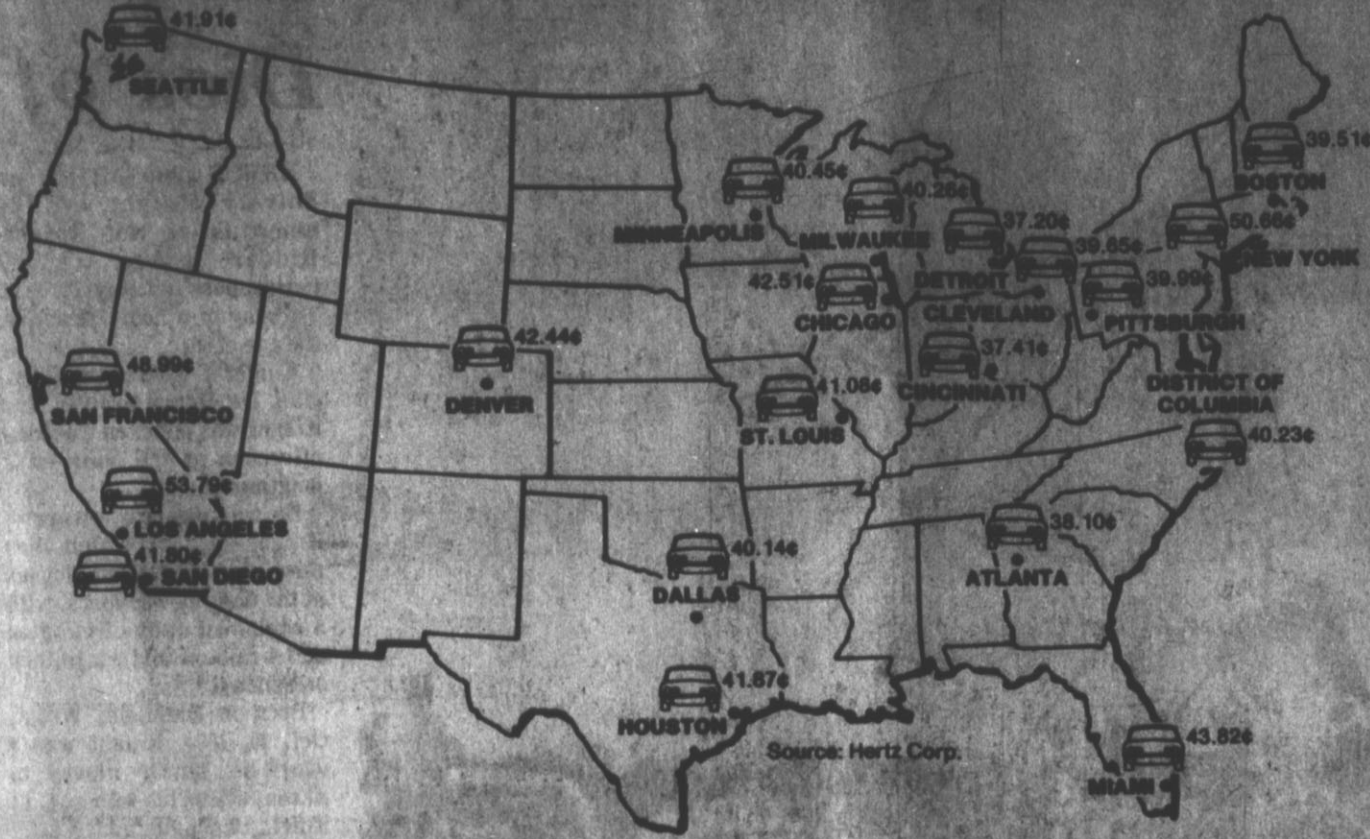 41.91¢
SEATTLE
39.51¢
BOSTON
40.45¢
MINNEAPOLIS
40.26¢
MILWAUKEE
37.20¢
DETROIT
50.66¢
NEW YORK
39.65¢
CLEVELAND
39.99¢
PITTSBURGH
42.51¢
CHICAGO
42.44¢
DENVER
37.41¢
CINCINNATI
48.99¢
SAN FRANCISCO
41.08¢
ST. LOUIS
DISTRICT OF
COLUMBIA
40.23¢
53.79¢
LOS ANGELES
41.80¢
SAN DIEGO
40.14¢
DALLAS
38.10¢
ATLANTA
41.87¢
HOUSTON
Source: Hertz Corp.
43.82¢
MIAMI